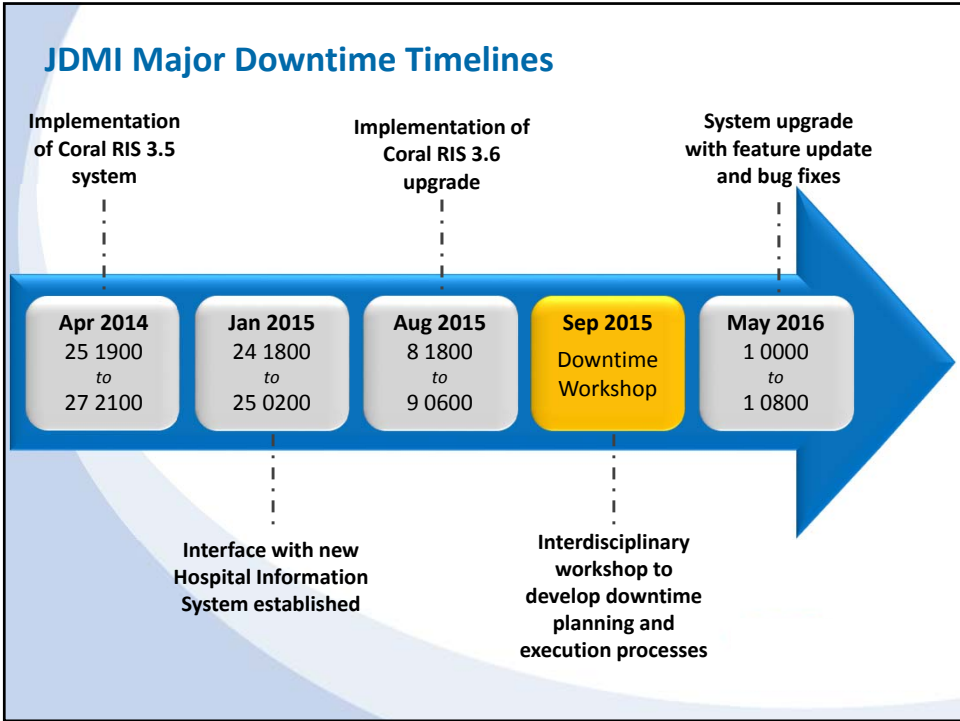 JDMI Major Downtime Timelines
Implementation
of Coral RIS 3.5
system
Implementation of
Coral RIS 3.6
upgrade
System upgrade
with feature update
and bug fixes
Apr 2014
25 1900
to
27 2100
Jan 2015
24 1800
to
25 0200
Aug 2015
8 1800
to
9 0600
Sep 2015
Downtime
Workshop
May 2016
1 0000
to
1 0800
Interface with new
Hospital Information
System established
Interdisciplinary
workshop to
develop downtime
planning and
execution processes